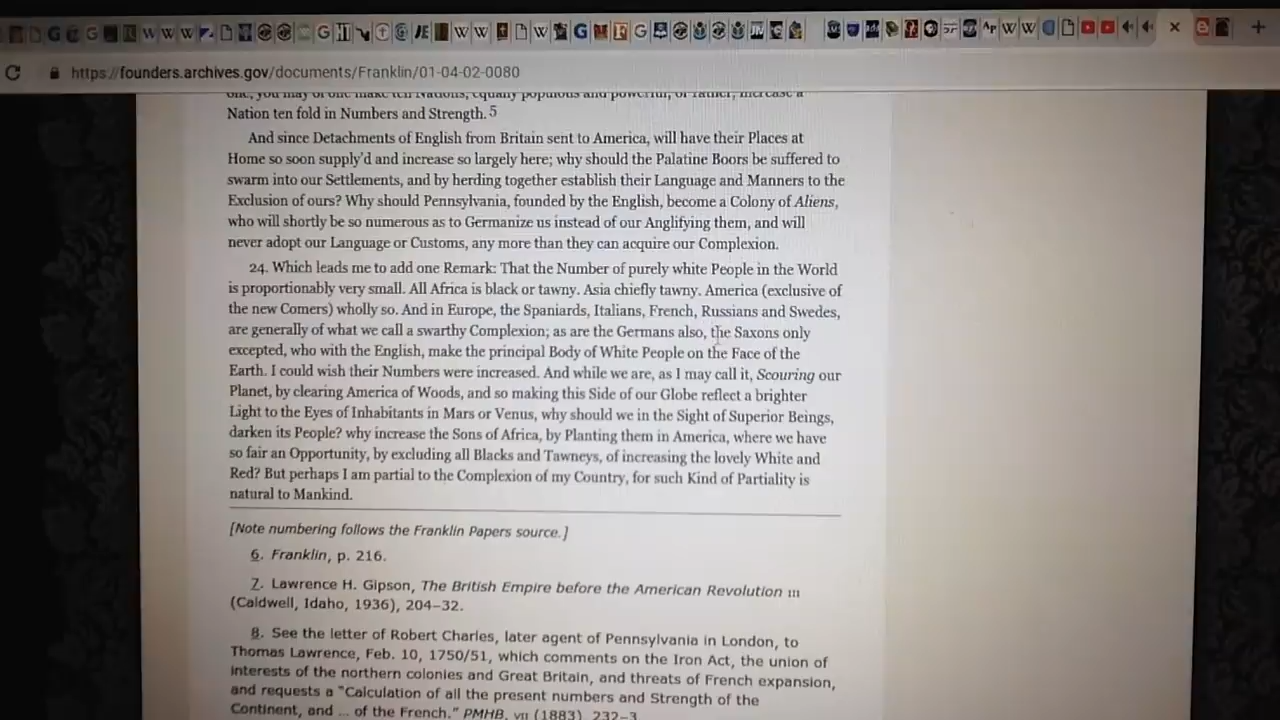 https://founders.archives.gov/documents/Franklin/01-04-02-0080
one, you may of one make ten Nations, equally populous and powerful; or rather, increase a
Nation ten fold in Numbers and Strength. 5
And since Detachments of English from Britain sent to America, will have their Places at
Home so soon supply'd and increase so largely here; why should the Palatine Boors be suffered to
swarm into our Settlements, and by herding together establish their Language and Manners to the
Exclusion of ours? Why should Pennsylvania, founded by the English, become a Colony of Aliens,
who will shortly be so numerous as to Germanize us instead of our Anglifying them, and will
never adopt our Language or Customs, any more than they can acquire our Complexion.
24. Which leads me to add one Remark: That the Number of purely white People in the World
is proportionably very small. All Africa is black or tawny. Asia chiefly tawny. America (exclusive of
the new Comers) wholly so. And in Europe, the Spaniards, Italians, French, Russians and Swedes,
are generally of what we call a swarthy Complexion; as are the Germans also, the Saxons only
excepted, who with the English, make the principal Body of White People on the Face of the
Earth. I could wish their Numbers were increased. And while we are, as I may call it, Scouring our
Planet, by clearing America of Woods, and so making this Side of our Globe reflect a brighter
Light to the Eyes of Inhabitants in Mars or Venus, why should we in the Sight of Superior Beings,
darken its People? why increase the Sons of Africa, by Planting them in America, where we have
so fair an Opportunity, by excluding all Blacks and Tawneys, of increasing the lovely White and
Red? But perhaps I am partial to the Complexion of my Country, for such Kind of Partiality is
natural to Mankind.
[Note numbering follows the Franklin Papers source.]
6. Franklin, p. 216.
7. Lawrence H. Gipson, The British Empire before the American Revolution III
(Caldwell, Idaho, 1936), 204–32.
8. See the letter of Robert Charles, later agent of Pennsylvania in London, to
Thomas Lawrence, Feb. 10, 1750/51, which comments on the Iron Act, the union of
interests of the northern colonies and Great Britain, and threats of French expansion,
and requests a "Calculation of all the present numbers and Strength of the
Continent, and ... of the French." PMHB, VII (1883), 232–3.